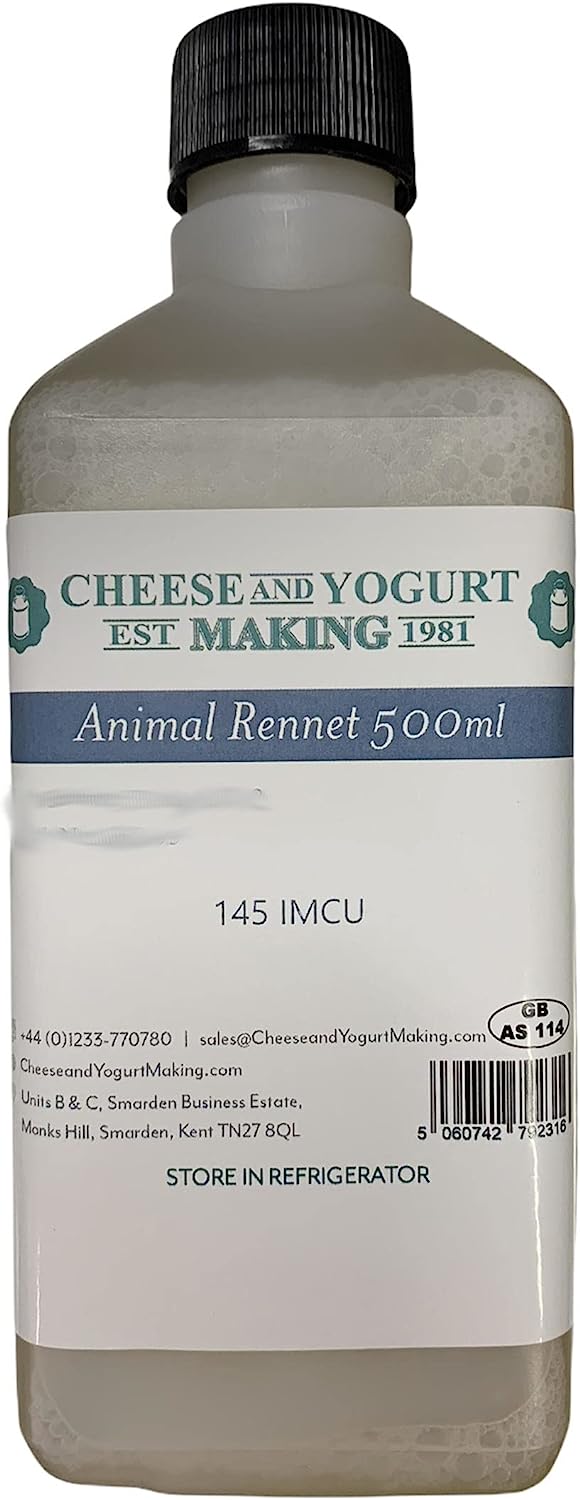 CHEESE AND YOGURT
EST MAKING 1981
Animal Rennet 500ml
145 IMCU
+44 (0)1233-770780 | sales@CheeseandYogurtMaking.com
GB
AS 114
CheeseandYogurtMaking.com
Units B & C, Smarden Business Estate,
Monks Hill, Smarden, Kent TN27 8QL
5 060742 792316
STORE IN REFRIGERATOR